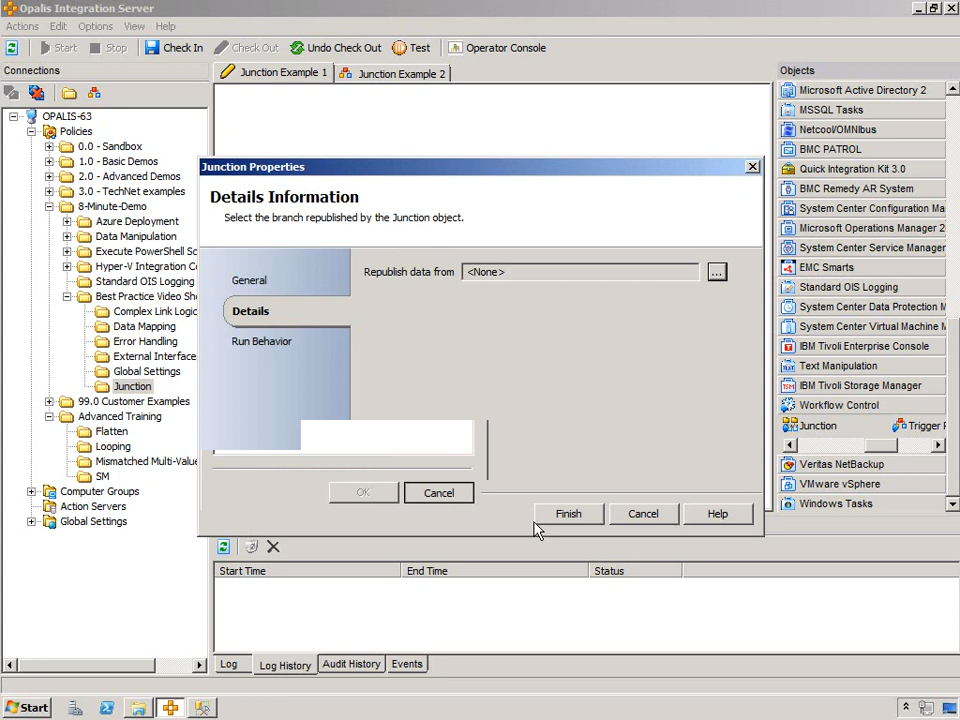 Opalis Integration Server
Actions Edit Options View Help
Start Stop Check In Check Out Undo Check Out Test Operator Console
Connections
Junction Example 1 Junction Example 2
Objects
OPALIS-63
Policies
0.0 - Sandbox
1.0 - Basic Demos
2.0 - Advanced Demos
3.0 - TechNet examples
8-Minute-Demo
Azure Deployment
Data Manipulation
Execute PowerShell Sc
Hyper-V Integration Co
Standard OIS Logging
Best Practice Video Sho
Complex Link Logic
Data Mapping
Error Handling
External Interface
Global Settings
Junction
99.0 Customer Examples
Advanced Training
Flatten
Looping
Mismatched Multi-Value
SM
Computer Groups
Action Servers
Global Settings
Junction Properties
Details Information
Select the branch republished by the Junction object.
General
Details
Run Behavior
Republish data from <None> ...
OK Cancel
Finish Cancel Help
Microsoft Active Directory 2
MSSQL Tasks
Netcool/OMNIbus
BMC PATROL
Quick Integration Kit 3.0
BMC Remedy AR System
System Center Configuration Ma
Microsoft Operations Manager 20
System Center Service Manager
EMC Smarts
Standard OIS Logging
System Center Data Protection M
System Center Virtual Machine M
IBM Tivoli Enterprise Console
Text Manipulation
IBM Tivoli Storage Manager
Workflow Control
Junction Trigger P
Veritas NetBackup
VMware vSphere
Windows Tasks
Start Time End Time Status
Log Log History Audit History Events
Start